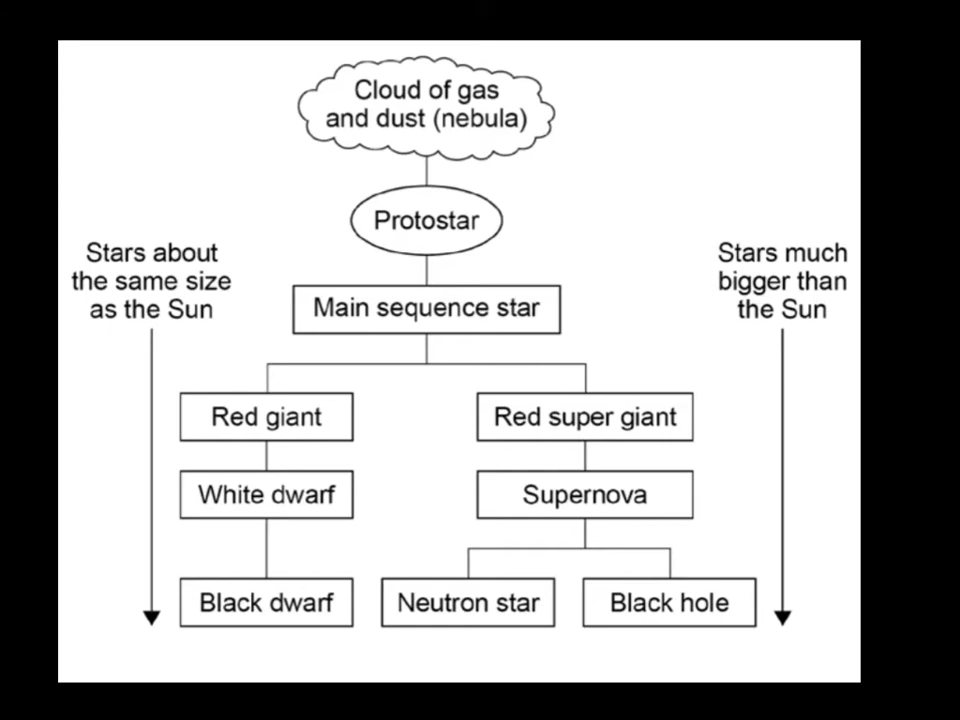 Cloud of gas
and dust (nebula)
Protostar
Stars about
the same size
as the Sun
Stars much
bigger than
the Sun
Main sequence star
Red giant
Red super giant
White dwarf
Supernova
Black dwarf
Neutron star
Black hole